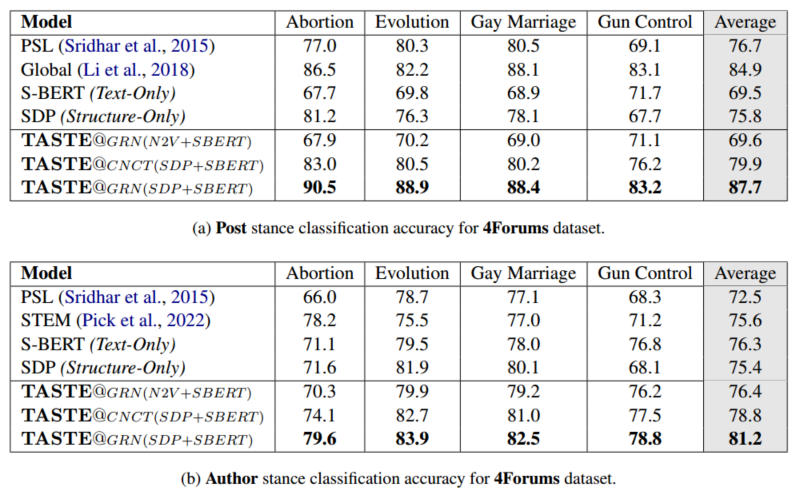 Model Abortion Evolution Gay Marriage Gun Control Average
PSL (Sridhar et al., 2015) 77.0 80.3 80.5 69.1 76.7
Global (Li et al., 2018) 86.5 82.2 88.1 83.1 84.9
S-BERT (Text-Only) 67.7 69.8 68.9 71.7 69.5
SDP (Structure-Only) 81.2 76.3 78.1 67.7 75.8
TASTE@GRN(N2V+SBERT) 67.9 70.2 69.0 71.1 69.6
TASTE@CNCT(SDP+SBERT) 83.0 80.5 80.2 76.2 79.9
TASTE@GRN(SDP+SBERT) 90.5 88.9 88.4 83.2 87.7
(a) Post stance classification accuracy for 4Forums dataset.
Model Abortion Evolution Gay Marriage Gun Control Average
PSL (Sridhar et al., 2015) 66.0 78.7 77.1 68.3 72.5
STEM (Pick et al., 2022) 78.2 75.5 77.0 71.2 75.6
S-BERT (Text-Only) 71.1 79.5 78.0 76.8 76.3
SDP (Structure-Only) 71.6 81.9 80.1 68.1 75.4
TASTE@GRN(N2V+SBERT) 70.3 79.9 79.2 76.2 76.4
TASTE@CNCT(SDP+SBERT) 74.1 82.7 81.0 77.5 78.8
TASTE@GRN(SDP+SBERT) 79.6 83.9 82.5 78.8 81.2
(b) Author stance classification accuracy for 4Forums dataset.